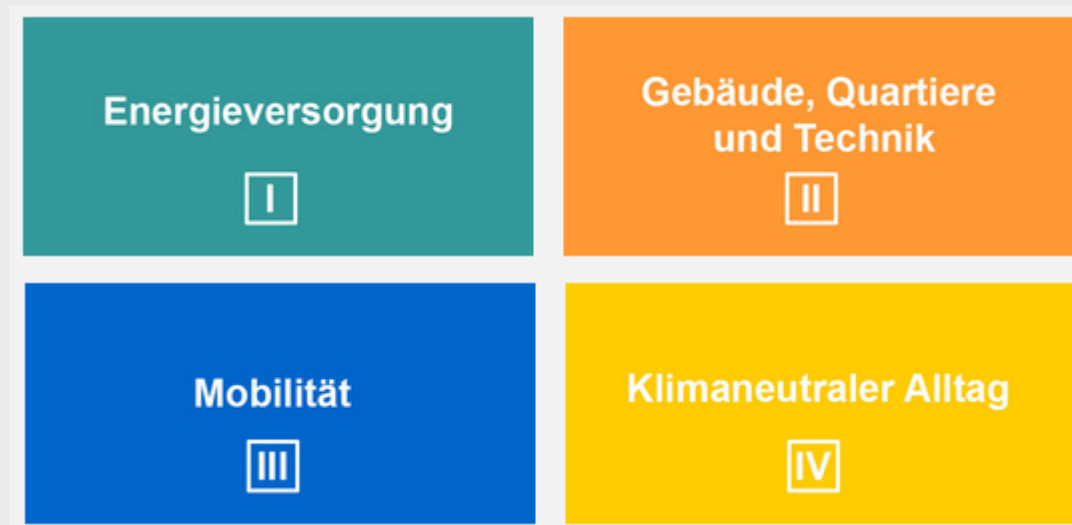 Energieversorgung
I
Gebäude, Quartiere
und Technik
II
Mobilität
III
Klimaneutraler Alltag
IV